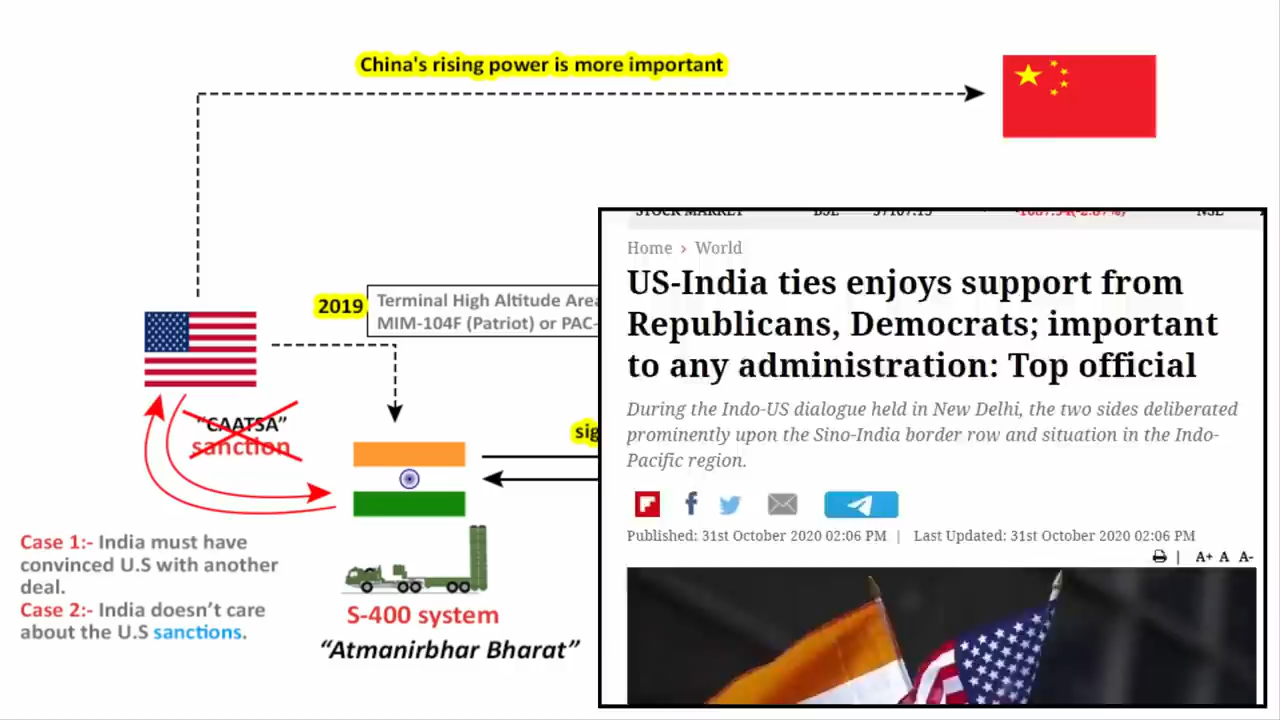 China's rising power is more important
2019
Terminal High Altitude Area
MIM-104F (Patriot) or PAC-
"CAATSA"
sanction
sig
Case 1:- India must have
convinced U.S with another
deal.
Case 2:- India doesn't care
about the U.S sanctions.
S-400 system
"Atmanirbhar Bharat"
STOCK MARKET BSE NSE
Home › World
US-India ties enjoys support from
Republicans, Democrats; important
to any administration: Top official
During the Indo-US dialogue held in New Delhi, the two sides deliberated
prominently upon the Sino-India border row and situation in the Indo-
Pacific region.
Published: 31st October 2020 02:06 PM | Last Updated: 31st October 2020 02:06 PM
| A+ A A-